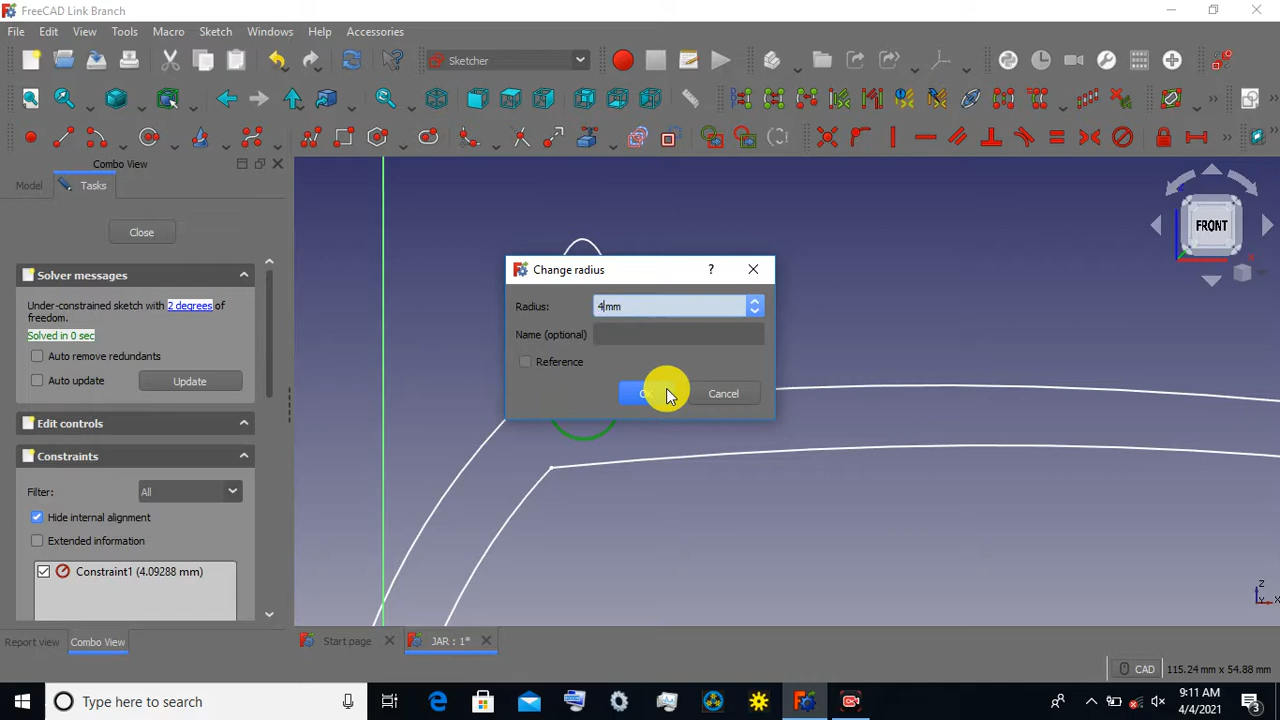 FreeCAD Link Branch
File Edit View Tools Macro Sketch Windows Help Accessories
Sketcher
Combo View
Model Tasks
Close
Solver messages
Under-constrained sketch with 2 degrees of
freedom.
Solved in 0 sec
Auto remove redundants
Auto update Update
Edit controls
Constraints
Filter: All
Hide internal alignment
Extended information
Constraint1 (4.09288 mm)
Report view Combo View
Change radius ?
Radius: 4mm
Name (optional)
Reference
Cancel
FRONT
Z
Y X
Start page JAR : 1*
CAD 115.24 mm x 54.88 mm
Type here to search
9:11 AM
4/4/2021
3